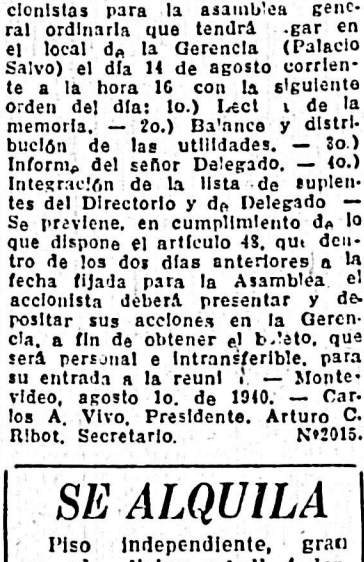 cionistas para la asamblea gene-
ral ordinaria que tendrá .gar en
el local de la Gerencia (Palacio
Salvo) el día 14 de agosto corrien-
te a la hora 16 con la siguiente
orden del día: 1o.) Lect de la
memoria. — 2o.) Balance y distri-
bución de las utilidades. — 3o.)
Informe del señor Delegado. — 4o.)
Integración de la lista de suplen-
tes del Directorio y de Delegado —
Se previene, en cumplimiento de lo
que dispone el artículo 43, que den-
tro de los dos días anteriores a la
fecha fijada para la Asamblea el
accionista deberá presentar y de-
positar sus acciones en la Geren-
cia, a fin de obtener el boleto, que
será personal e intransferible, para
su entrada a la reuni . — Monte-
video, agosto 1o. de 1940. — Car-
los A. Vivo, Presidente. Arturo C.
Ribot, Secretario. Nº2015.
SE ALQUILA
Piso independiente, gran